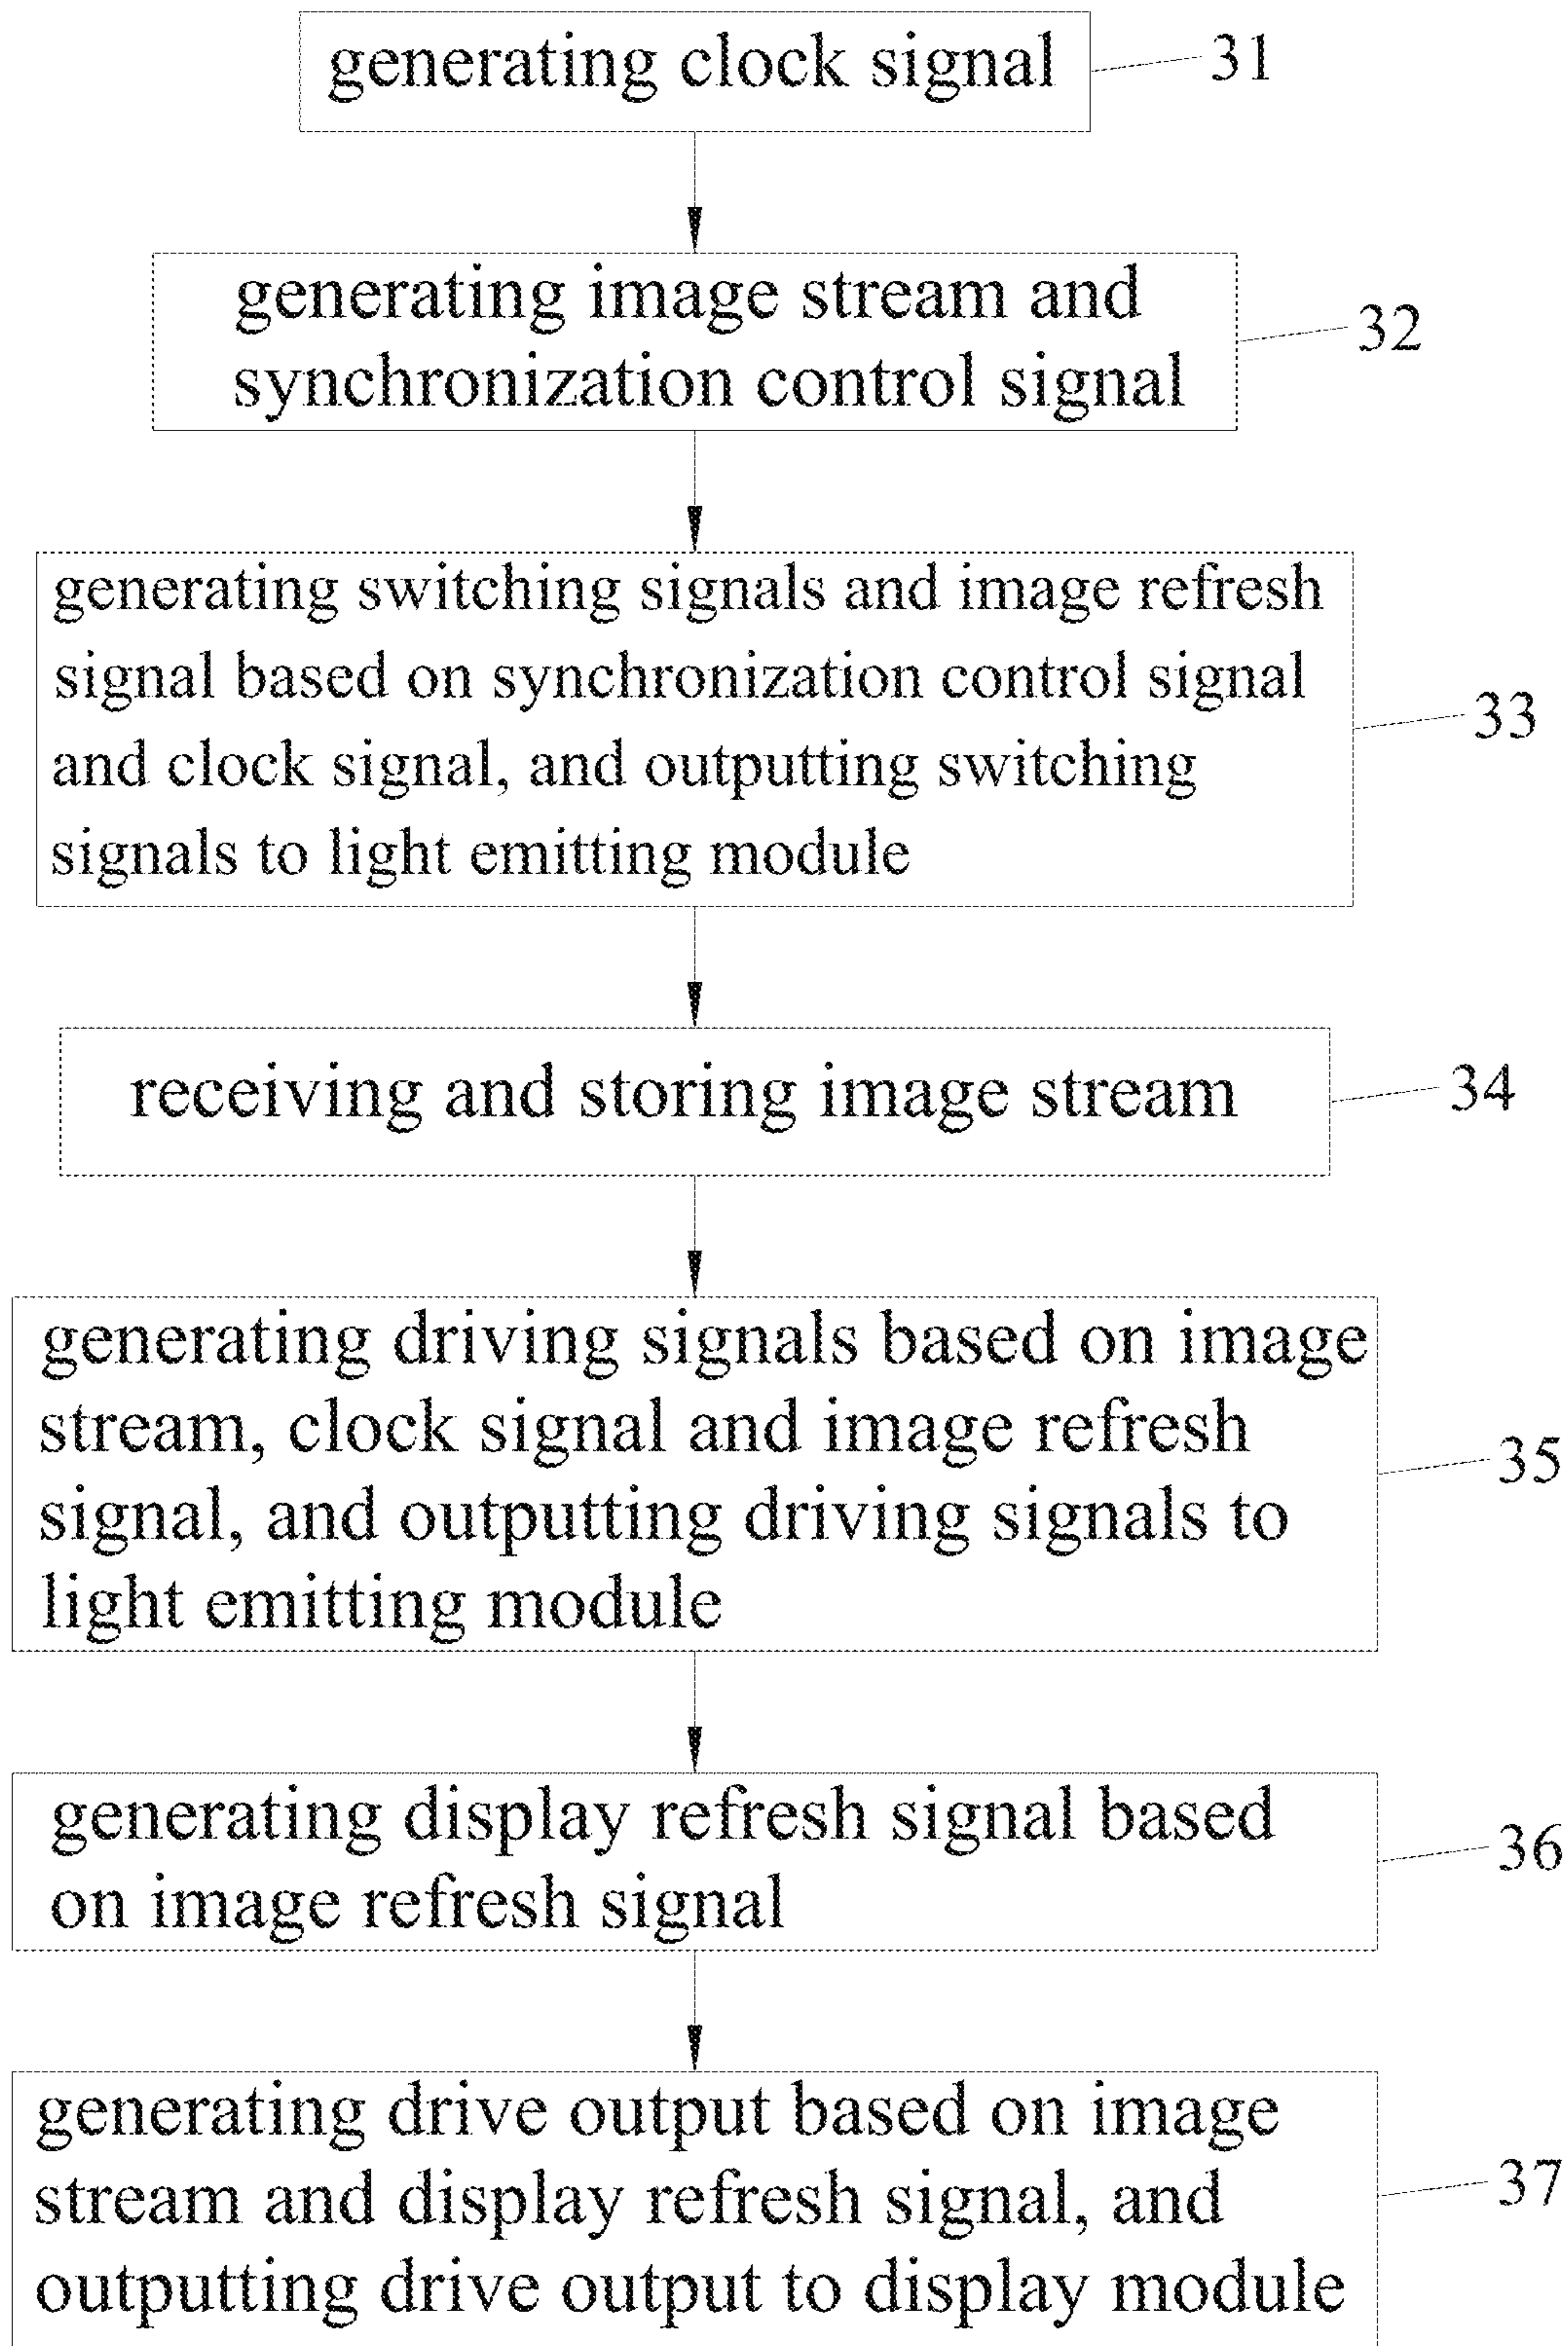 generating clock signal
31
generating image stream and
synchronization control signal
32
generating switching signals and image refresh
signal based on synchronization control signal
and clock signal, and outputting switching
signals to light emitting module
33
receiving and storing image stream
34
generating driving signals based on image
stream, clock signal and image refresh
signal, and outputting driving signals to
light emitting module
35
generating display refresh signal based
on image refresh signal
36
generating drive output based on image
stream and display refresh signal, and
outputting drive output to display module
37